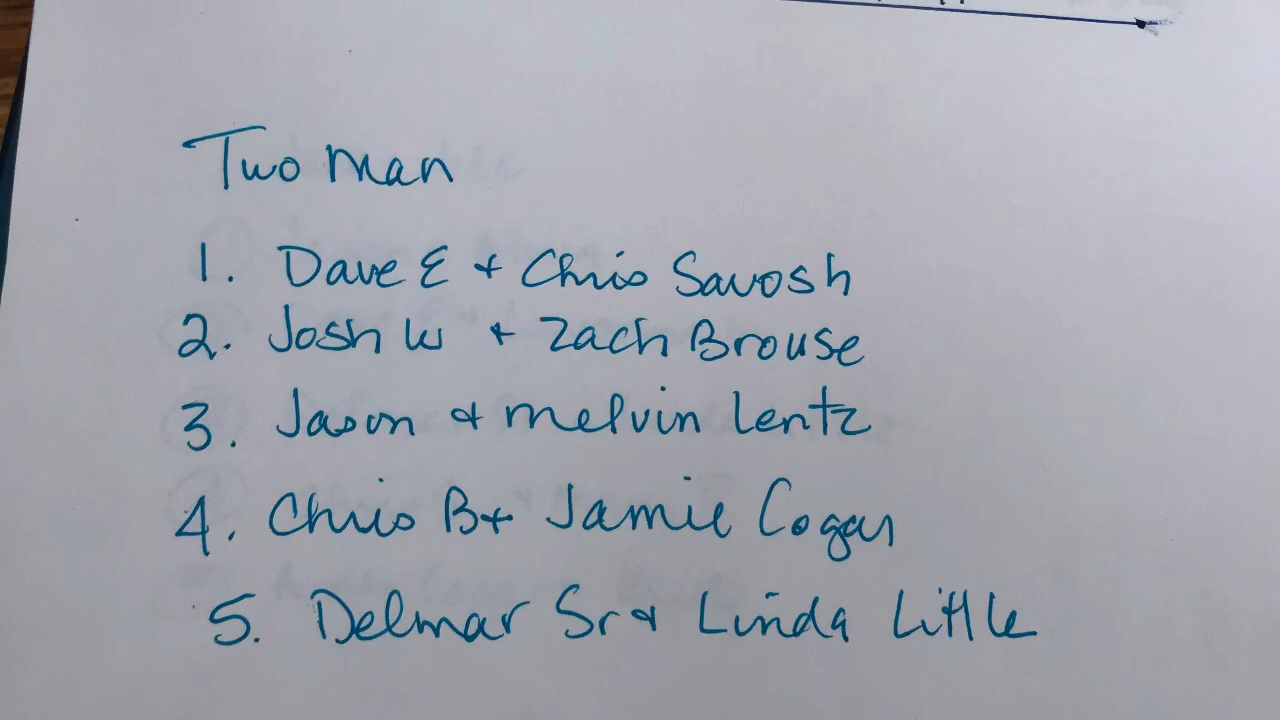 Two Man
1. Dave E + Chris Savosh
2. Josh W + Zach Brouse
3. Jason & Melvin Lentz
4. Chris B + Jamie Cogan
5. Delmar Sr & Linda Little